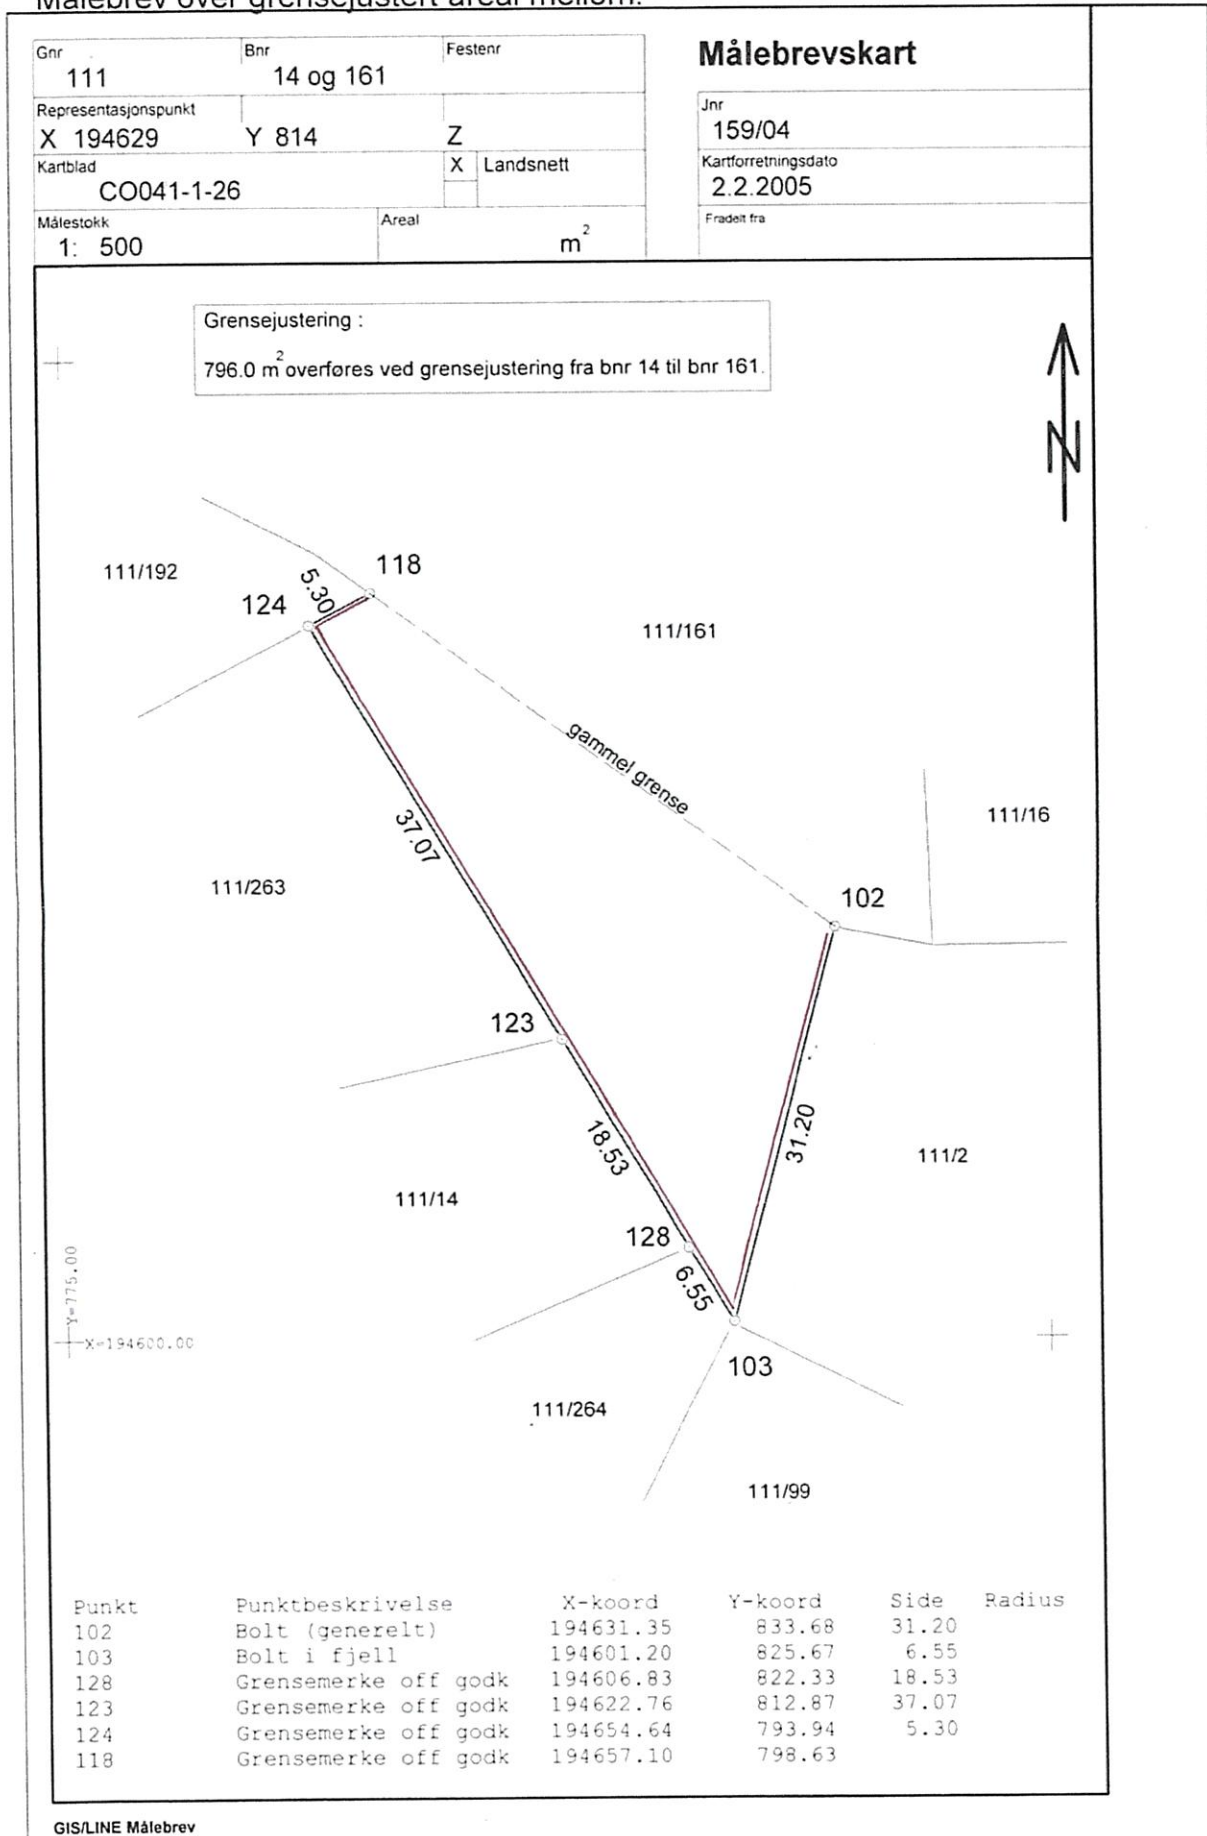 Målebrev over grensejustert areal mellom:
Gnr Bnr Festenr
111 14 og 161
Målebrevskart
Representasjonspunkt
X 194629 Y 814 Z
Jnr
159/04
Kartblad X Landsnett
CO041-1-26
Kartforretningsdato
2.2.2005
Målestokk Areal
1: 500 m2
Fradelt fra
Grensejustering :
796.0 m2 overføres ved grensejustering fra bnr 14 til bnr 161.
N
118
111/192
5.30
124
111/161
gammel grense
37.07
111/16
111/263
102
123
31.20
18.53
111/2
111/14
128
6.55
Y=775.00
X=194600.00
103
111/264
111/99
Punkt Punktbeskrivelse X-koord Y-koord Side Radius
102 Bolt (generelt) 194631.35 833.68 31.20
103 Bolt i fjell 194601.20 825.67 6.55
128 Grensemerke off godk 194606.83 822.33 18.53
123 Grensemerke off godk 194622.76 812.87 37.07
124 Grensemerke off godk 194654.64 793.94 5.30
118 Grensemerke off godk 194657.10 798.63
GIS/LINE Målebrev